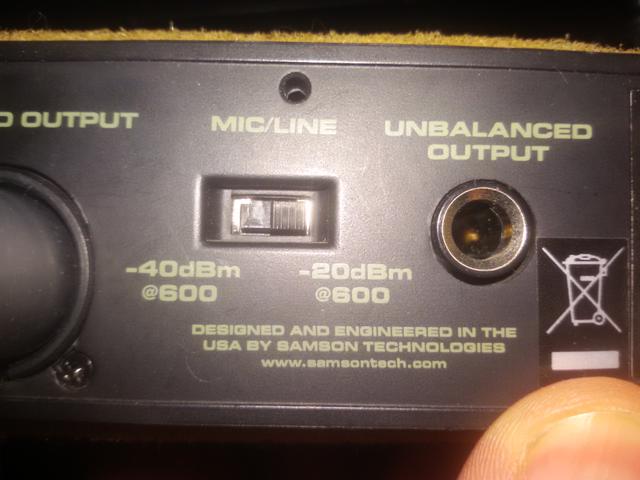 D OUTPUT
MIC/LINE
UNBALANCED
OUTPUT
-40dBm
@600
-20dBm
@600
DESIGNED AND ENGINEERED IN THE
USA BY SAMSON TECHNOLOGIES
www.samsontech.com